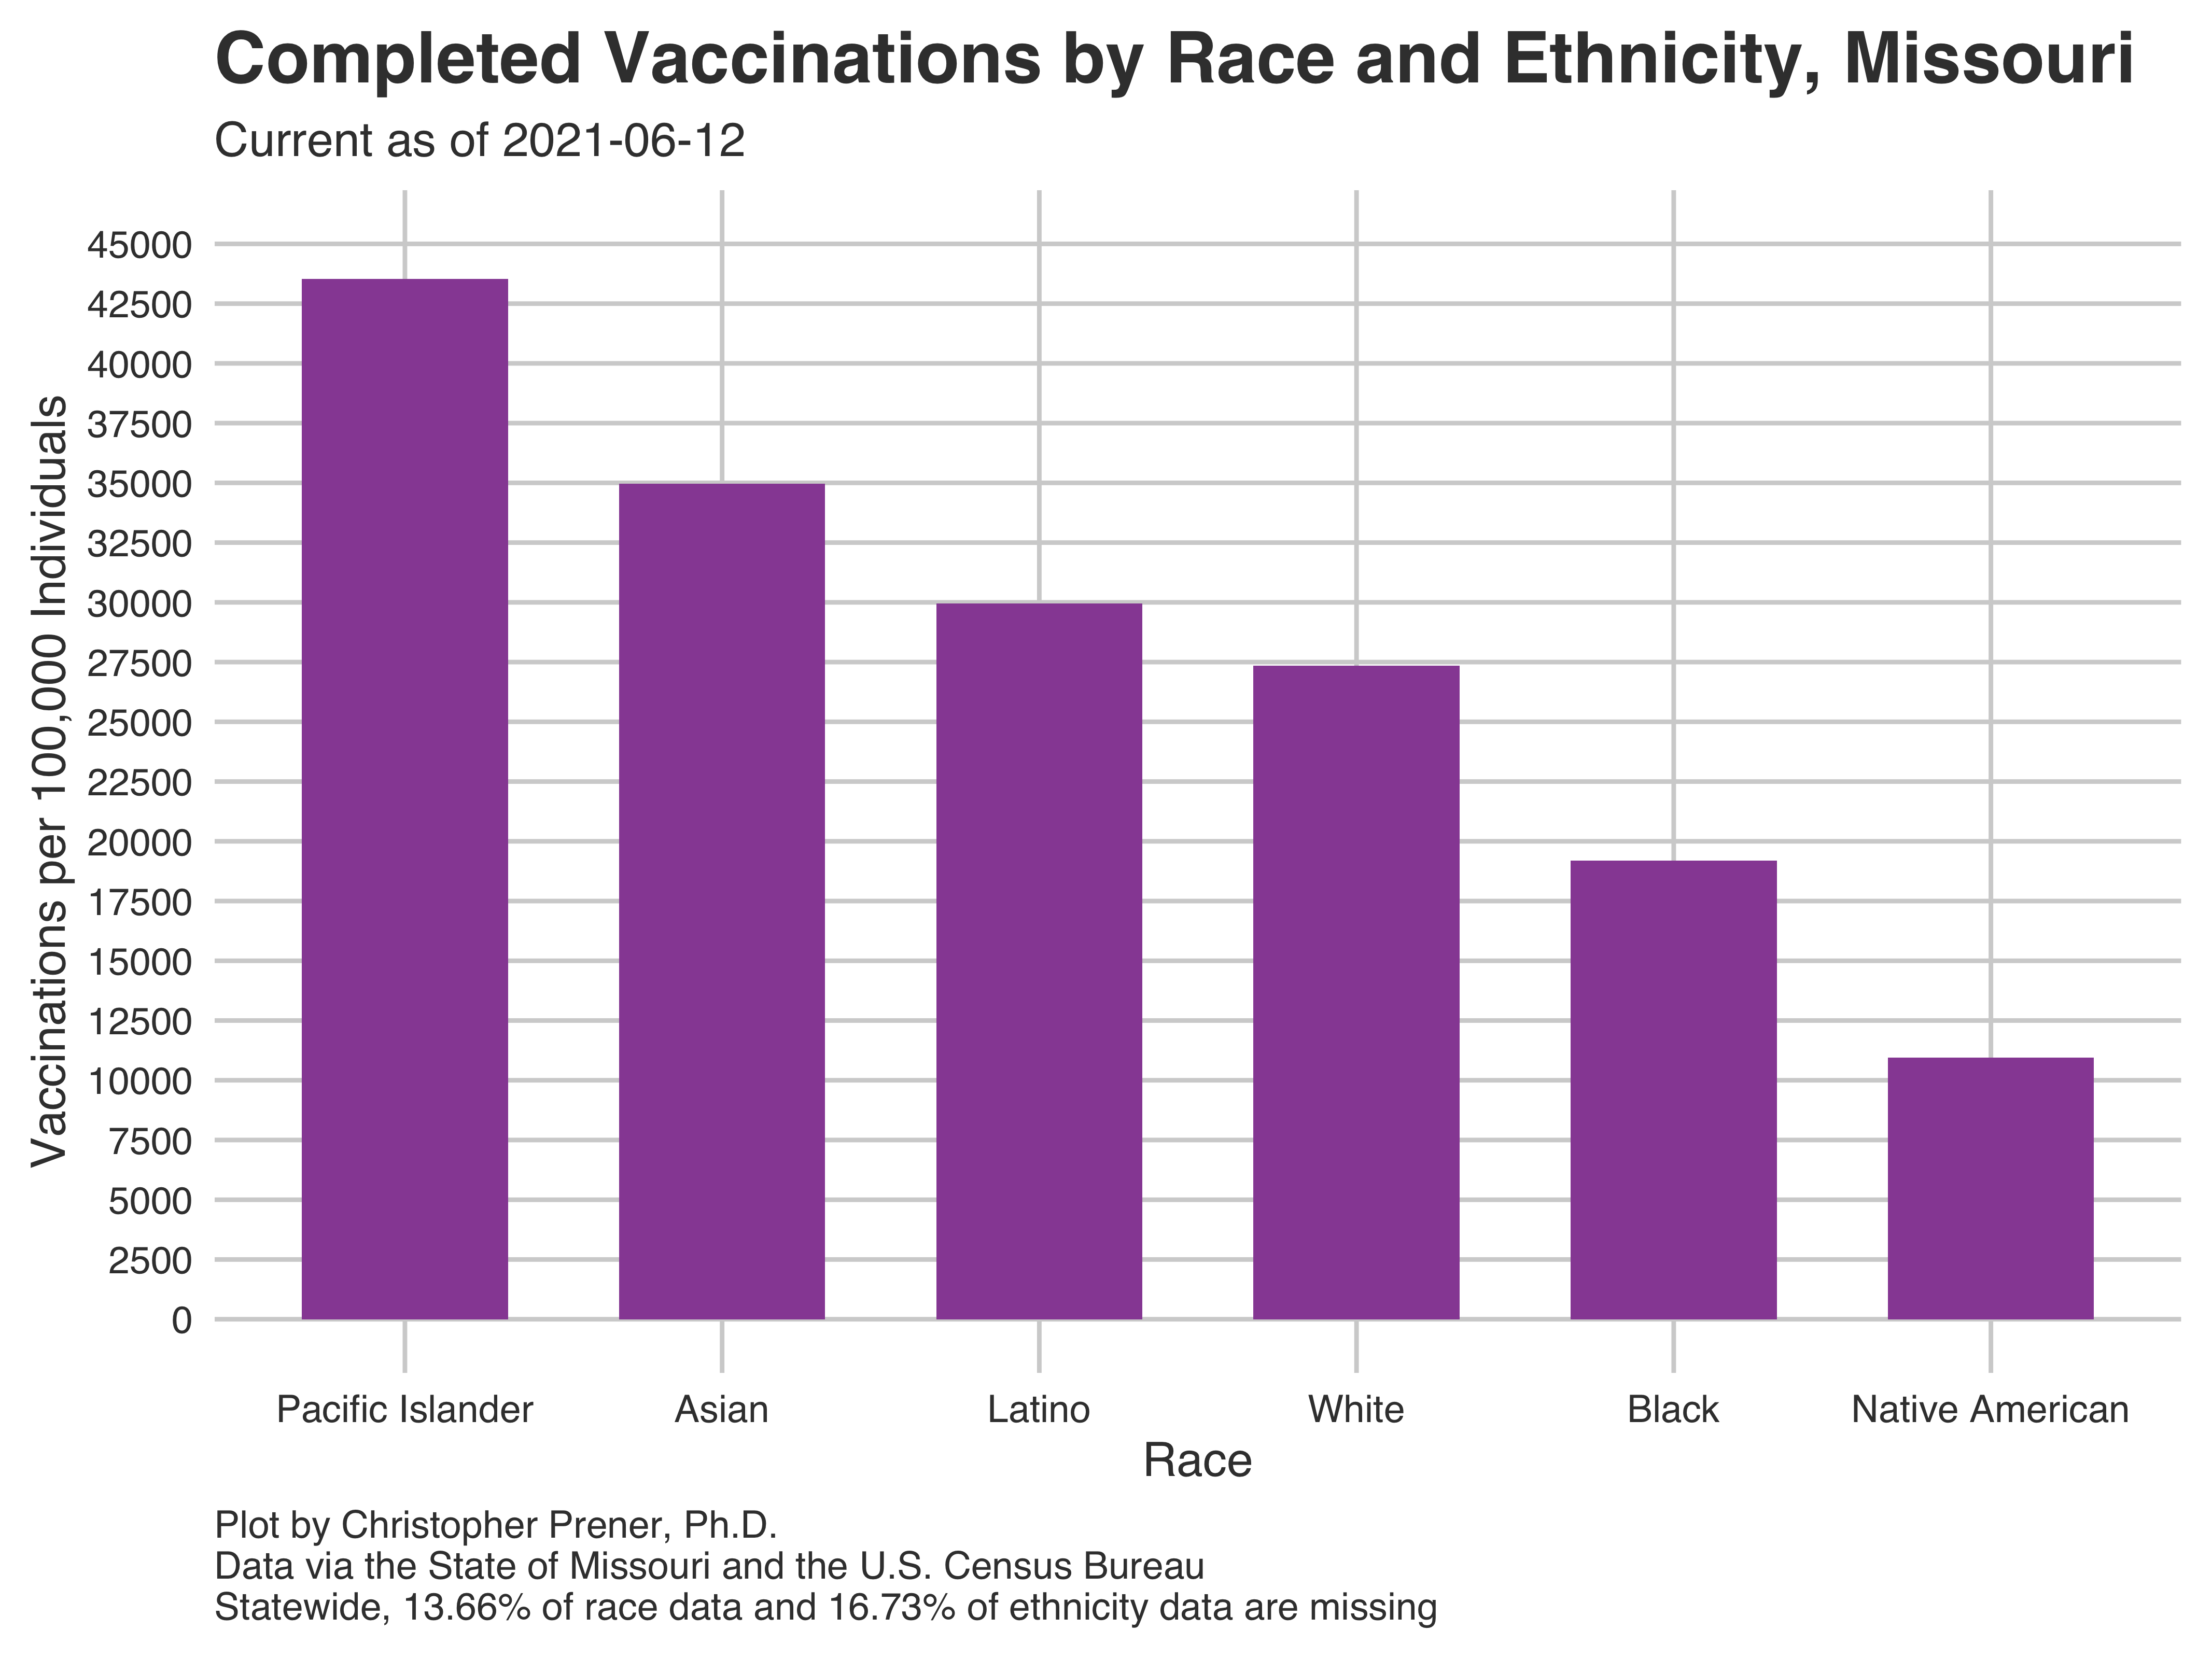 Completed Vaccinations by Race and Ethnicity, Missouri
Current as of 2021-06-12
Vaccinations per 100,000 Individuals
45000
42500
40000
37500
35000
32500
30000
27500
25000
22500
20000
17500
15000
12500
10000
7500
5000
2500
0
Pacific Islander Asian Latino White Black Native American
Race
Plot by Christopher Prener, Ph.D.
Data via the State of Missouri and the U.S. Census Bureau
Statewide, 13.66% of race data and 16.73% of ethnicity data are missing